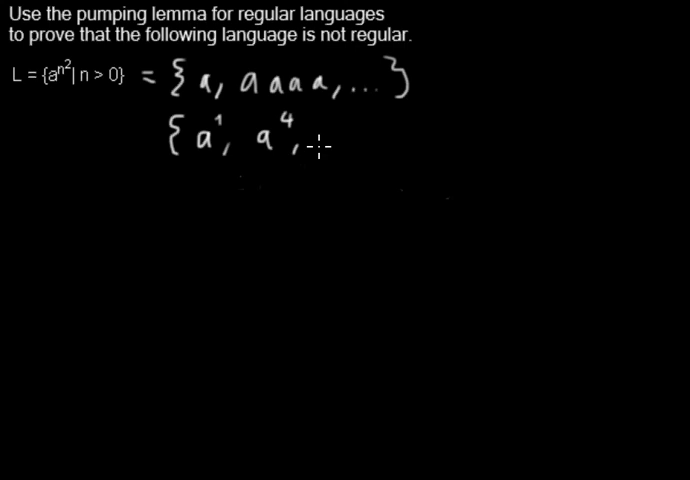 Use the pumping lemma for regular languages
to prove that the following language is not regular.
L = {aⁿ²| n > 0} = {a, aaaa, ...}
{a¹, a⁴,